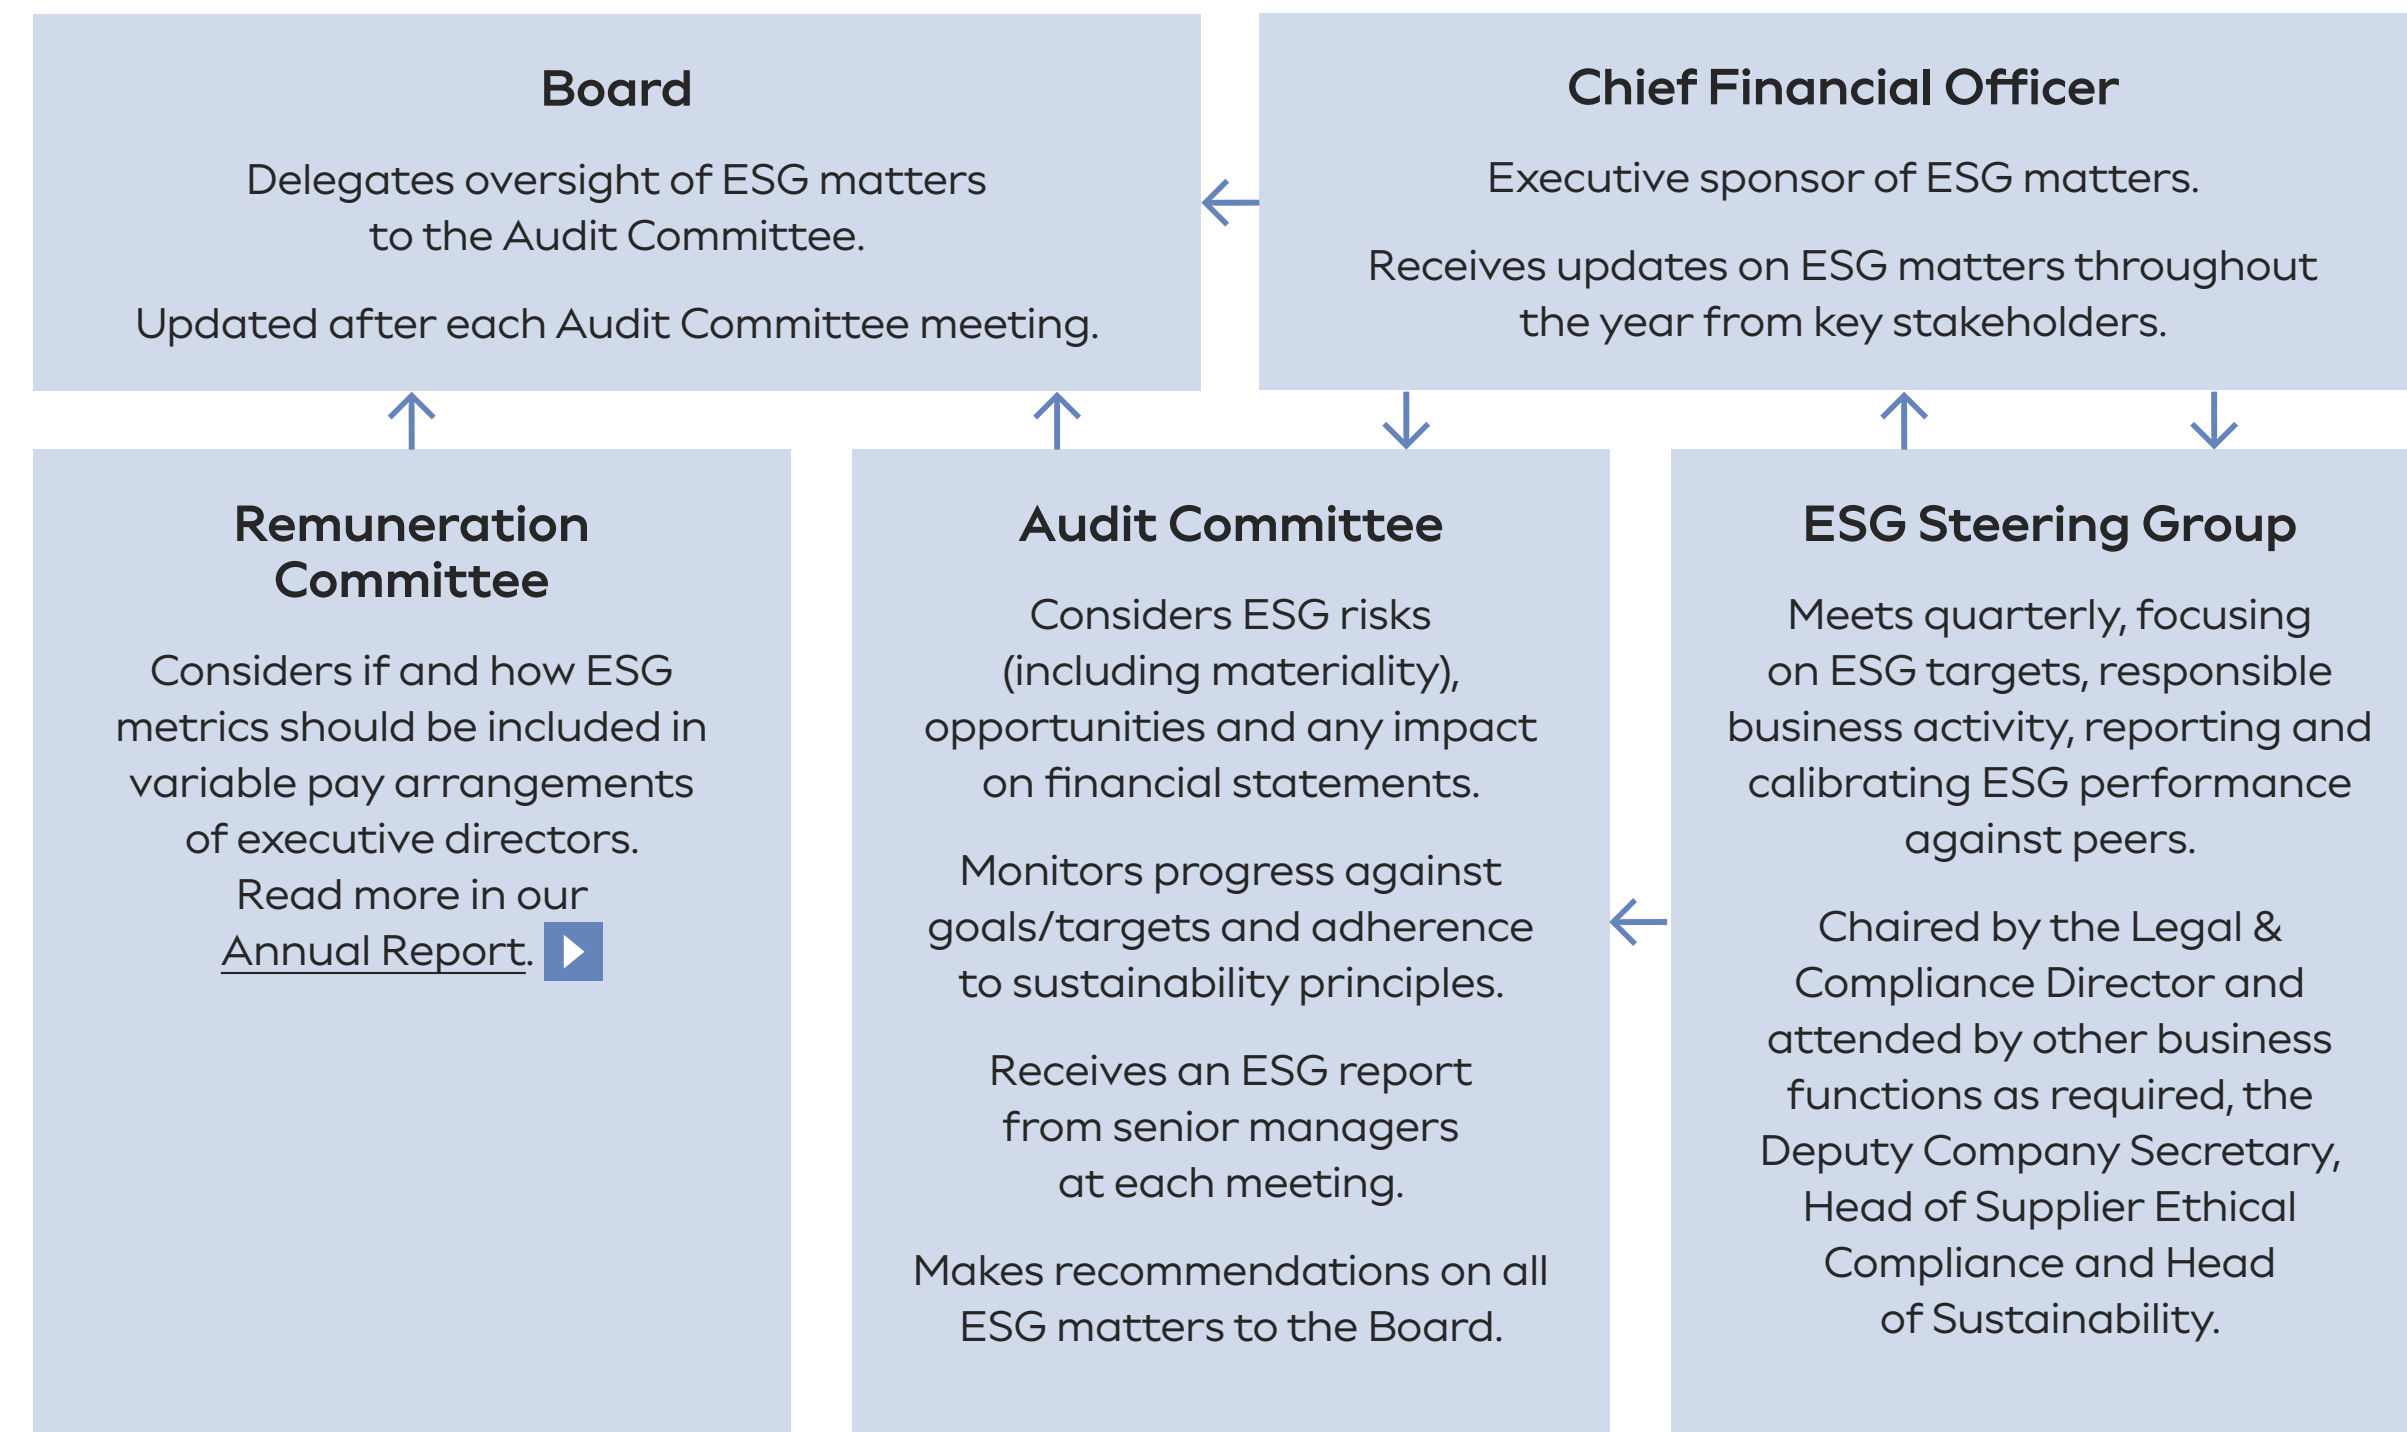 Board
Delegates oversight of ESG matters
to the Audit Committee.
Updated after each Audit Committee meeting.
Chief Financial Officer
Executive sponsor of ESG matters.
Receives updates on ESG matters throughout
the year from key stakeholders.
Remuneration
Committee
Considers if and how ESG
metrics should be included in
variable pay arrangements
of executive directors.
Read more in our
Annual Report.
Audit Committee
Considers ESG risks
(including materiality),
opportunities and any impact
on financial statements.
Monitors progress against
goals/targets and adherence
to sustainability principles.
Receives an ESG report
from senior managers
at each meeting.
Makes recommendations on all
ESG matters to the Board.
ESG Steering Group
Meets quarterly, focusing
on ESG targets, responsible
business activity, reporting and
calibrating ESG performance
against peers.
Chaired by the Legal &
Compliance Director and
attended by other business
functions as required, the
Deputy Company Secretary,
Head of Supplier Ethical
Compliance and Head
of Sustainability.